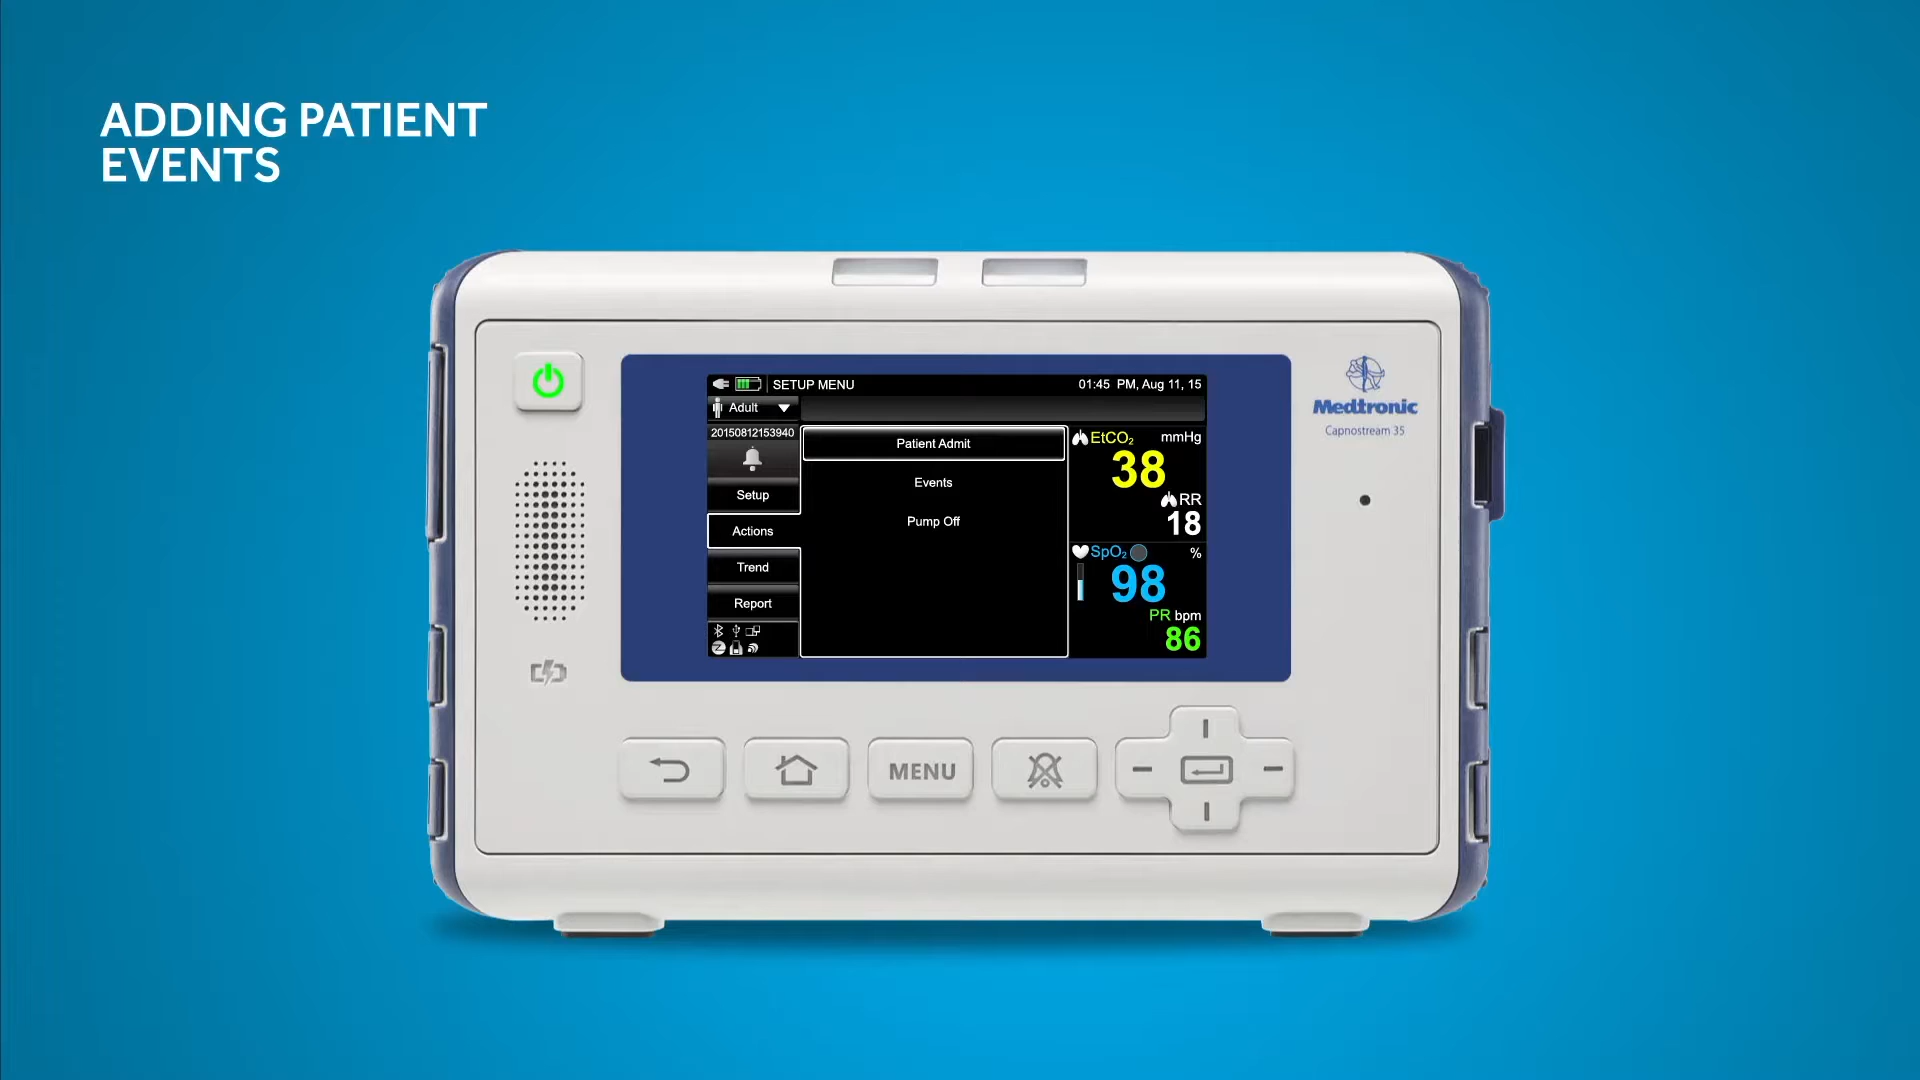 ADDING PATIENT
EVENTS
SETUP MENU
01:45 PM, Aug 11, 15
Adult
20150812153940
Setup
Actions
Trend
Report
Patient Admit
Events
Pump Off
EtCO₂ mmHg
38
RR
18
SpO₂ %
98
PR bpm
86
Medtronic
Capnostream 35
MENU